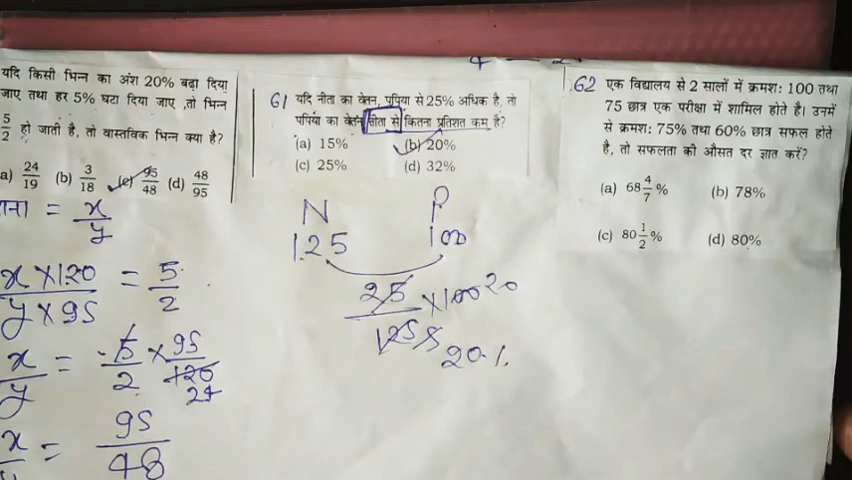 यदि किसी भिन्न का अंश 20% बढ़ा दिया
जाए तथा हर 5% घटा दिया जाए ,तो भिन्न
5/2 हो जाती है, तो वास्तविक भिन्न क्या है?
a) 24/19 (b) 3/18 (c) 95/48 (d) 48/95
माना = x/y
x×120/y×95 = 5/2
x/y = 5/2 × 95/120
24
x/y = 95/48
61 यदि नीता का वेतन, पपिया से 25% अधिक है, तो
पपिया का वेतन नीता से कितना प्रतिशत कम है?
(a) 15% (b) 20%
(c) 25% (d) 32%
N P
125 100
25/125 × 100 20
5
20%
62 एक विद्यालय से 2 सालों में क्रमश: 100 तथा
75 छात्र एक परीक्षा में शामिल होते है। उनमें
से क्रमश: 75% तथा 60% छात्र सफल होते
है, तो सफलता की औसत दर ज्ञात करें?
(a) 68 4/7 % (b) 78%
(c) 80 1/2 % (d) 80%